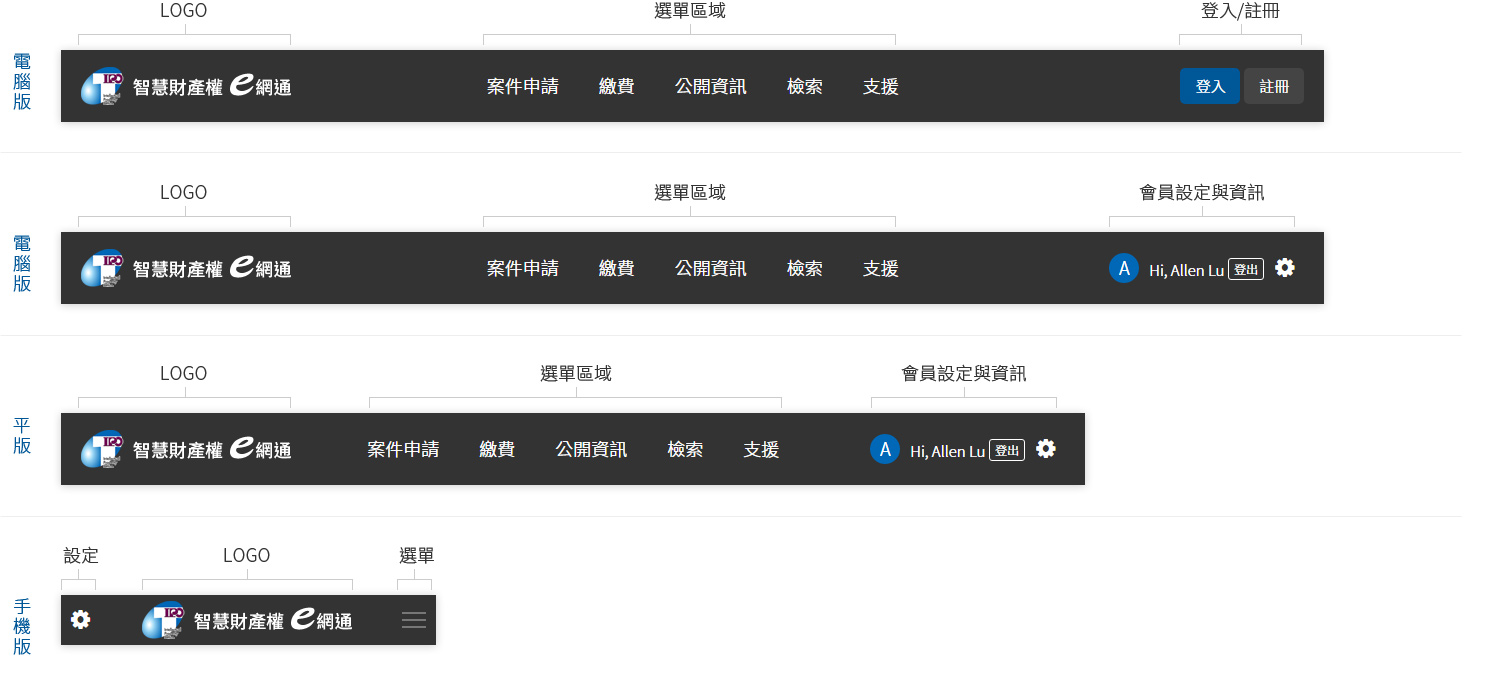 LOGO 選單區域 登入/註冊
電腦版
TIPO 智慧財產權 e網通 案件申請 繳費 公開資訊 檢索 支援 登入 註冊
LOGO 選單區域 會員設定與資訊
電腦版
TIPO 智慧財產權 e網通 案件申請 繳費 公開資訊 檢索 支援 A Hi, Allen Lu 登出
LOGO 選單區域 會員設定與資訊
平版
TIPO 智慧財產權 e網通 案件申請 繳費 公開資訊 檢索 支援 A Hi, Allen Lu 登出
設定 LOGO 選單
手機版
TIPO 智慧財產權 e網通